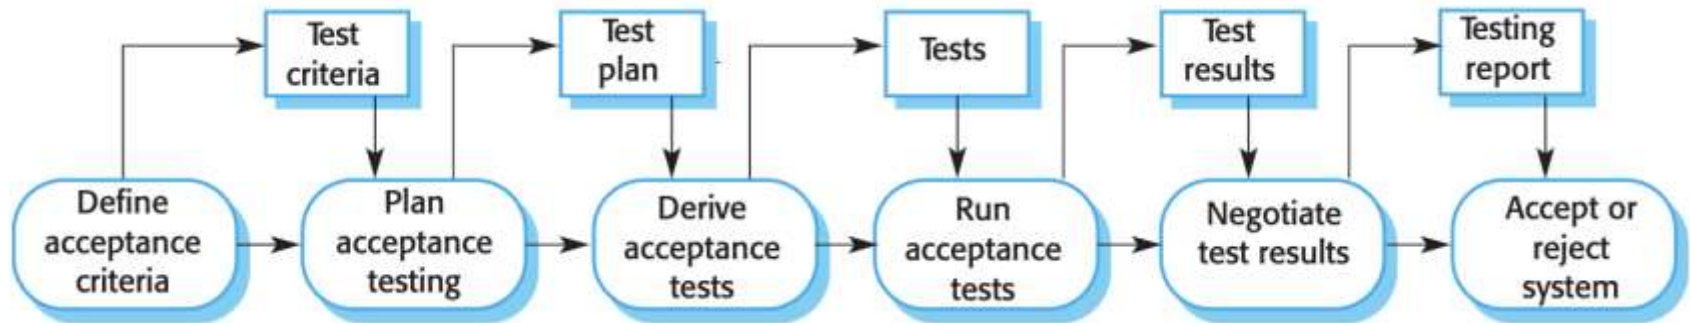 Test
criteria
Test
plan
Tests
Test
results
Testing
report
Define
acceptance
criteria
Plan
acceptance
testing
Derive
acceptance
tests
Run
acceptance
tests
Negotiate
test results
Accept or
reject
system